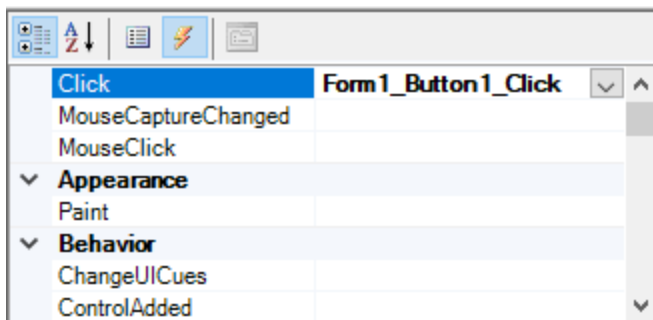 A
Z
Click Form1_Button1_Click
MouseCaptureChanged
MouseClick
Appearance
Paint
Behavior
ChangeUICues
ControlAdded